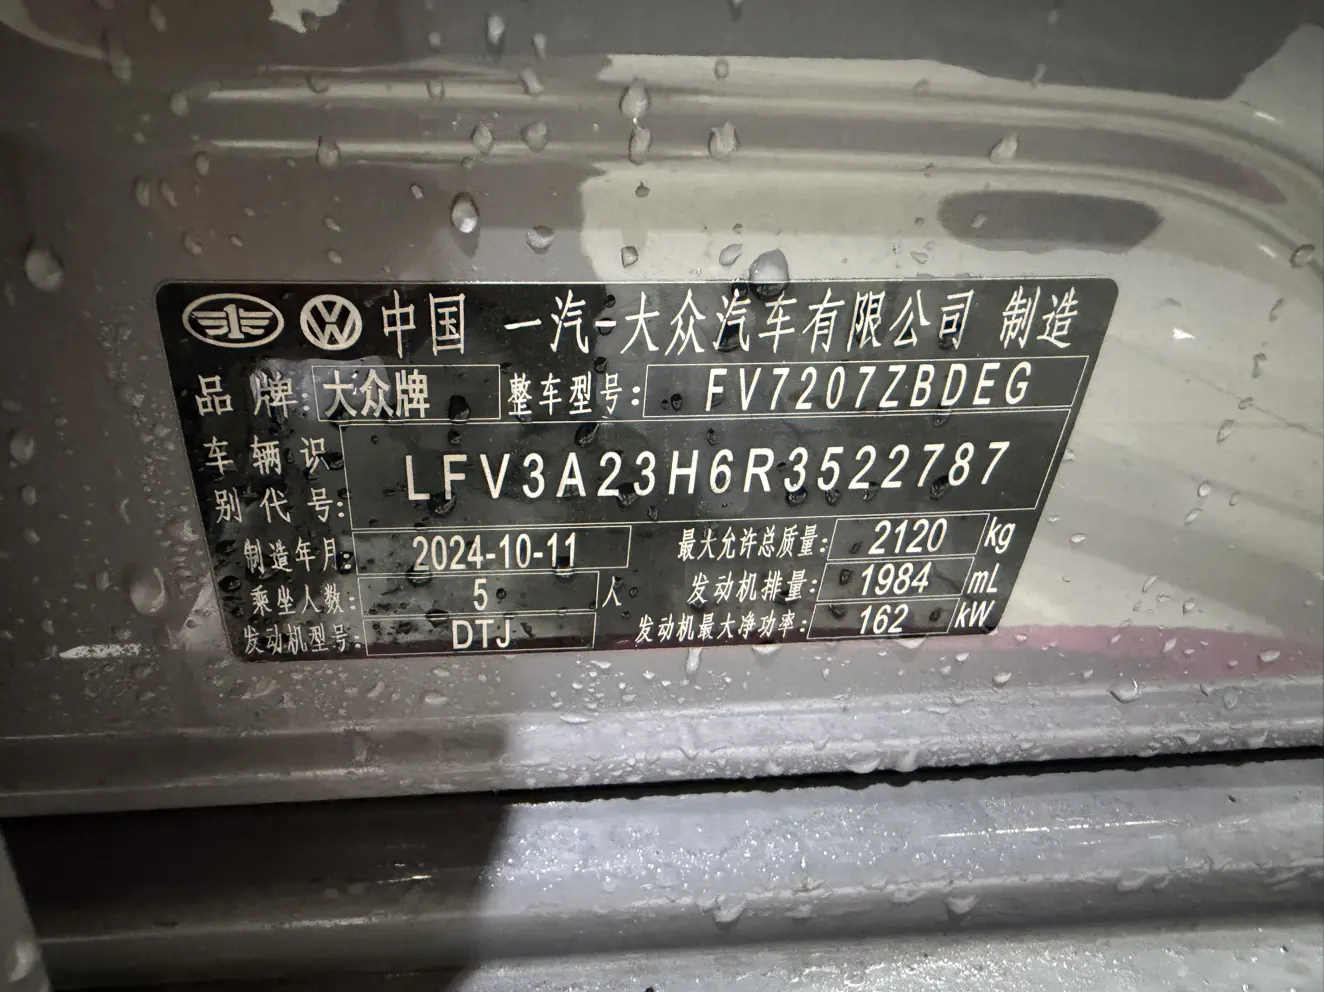 中国 一汽-大众汽车有限公司 制造
品牌: 大众牌 整车型号: FV7207ZBDEG
车辆识别代号: LFV3A23H6R3522787
制造年月: 2024-10-11 最大允许总质量: 2120 kg
乘坐人数: 5 人 发动机排量: 1984 mL
发动机型号: DTJ 发动机最大净功率: 162 kW